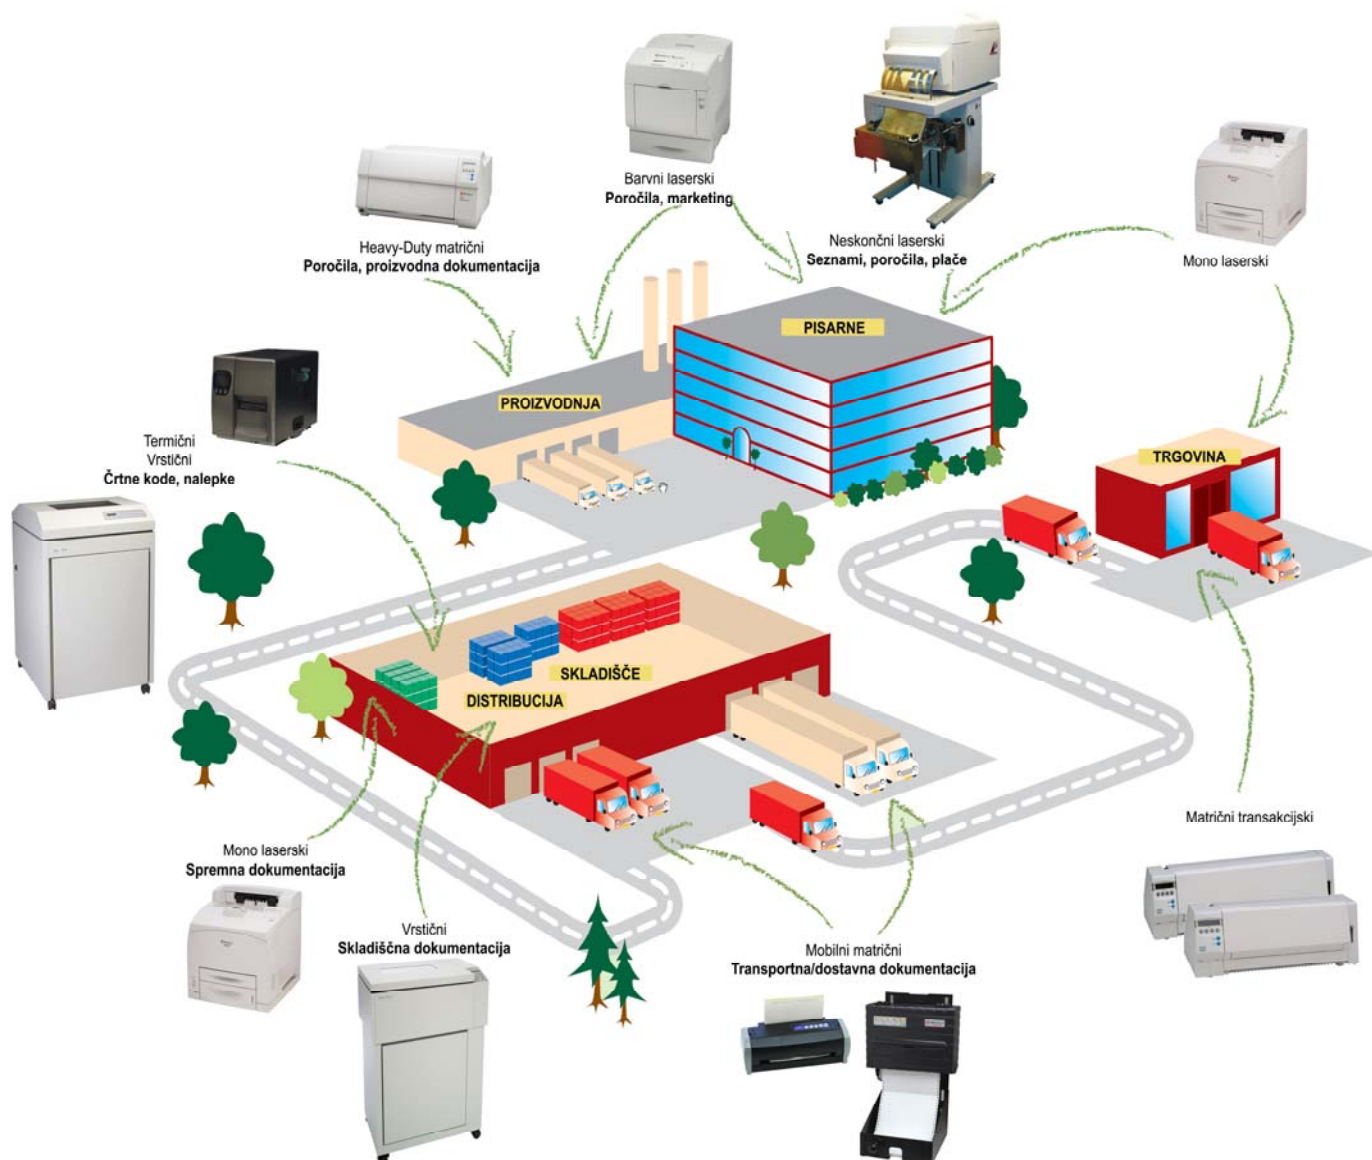 Barvni laserski
Poročila, marketing
Heavy-Duty matrični
Poročila, proizvodna dokumentacija
Neskončni laserski
Seznami, poročila, plače
Mono laserski
PISARNE
PROIZVODNJA
Termični
Vrstični
Črtne kode, nalepke
TRGOVINA
SKLADIŠČE
DISTRIBUCIJA
Matrični transakcijski
Mono laserski
Spremna dokumentacija
Vrstični
Skladiščna dokumentacija
Mobilni matrični
Transportna/dostavna dokumentacija